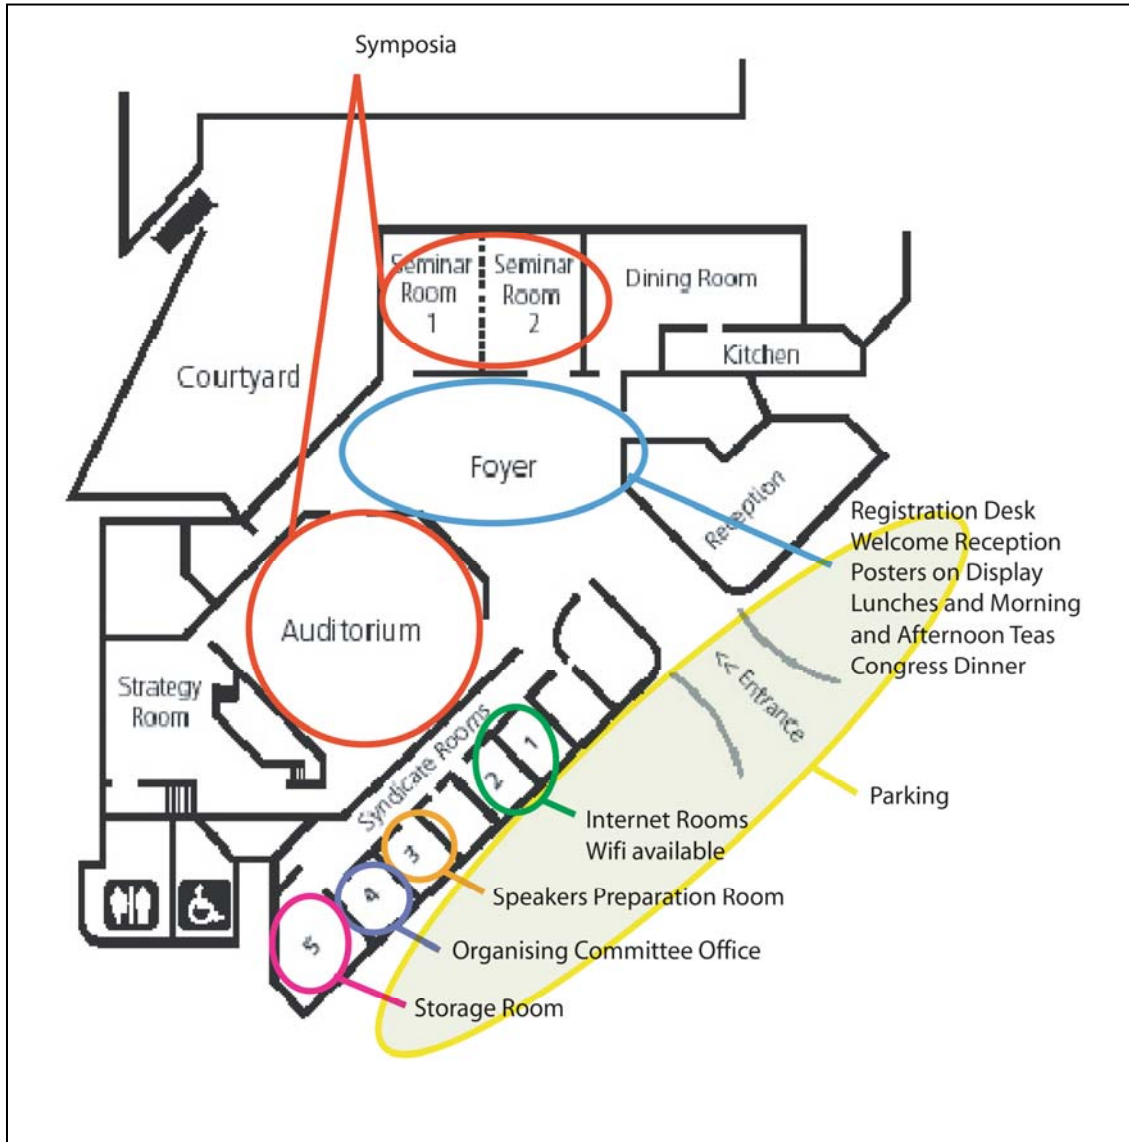 Symposia
Seminar
Room
1
Seminar
Room
2
Dining Room
Kitchen
Courtyard
Foyer
Reception
Registration Desk
Welcome Reception
Posters on Display
Lunches and Morning
and Afternoon Teas
Congress Dinner
Auditorium
Strategy
Room
<< Entrance
Syndicate Rooms
1
2
3
4
5
Parking
Internet Rooms
Wifi available
Speakers Preparation Room
Organising Committee Office
Storage Room